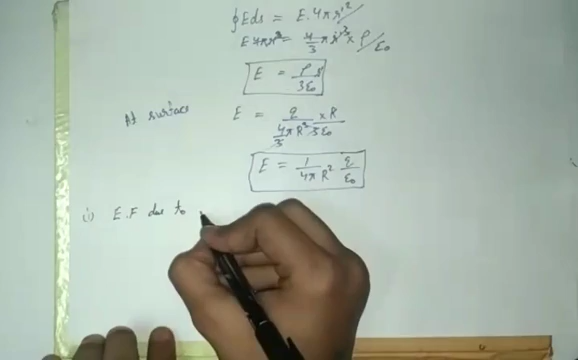 ∮Eds = E.4πr²
E 4πr² = 4/3 πr³ × ρ/ε₀
E = ρr/3ε₀
At surface E = q/(4/3 πR³) × R/3ε₀
E = 1/4πR² q/ε₀
i) E.F due to